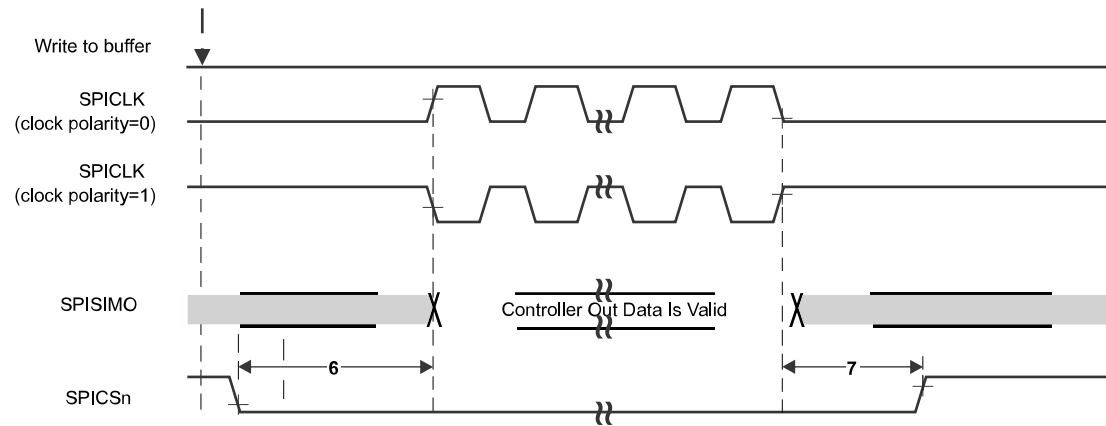 Write to buffer
SPICLK
(clock polarity=0)
SPICLK
(clock polarity=1)
SPISIMO
Controller Out Data Is Valid
6
7
SPICSn